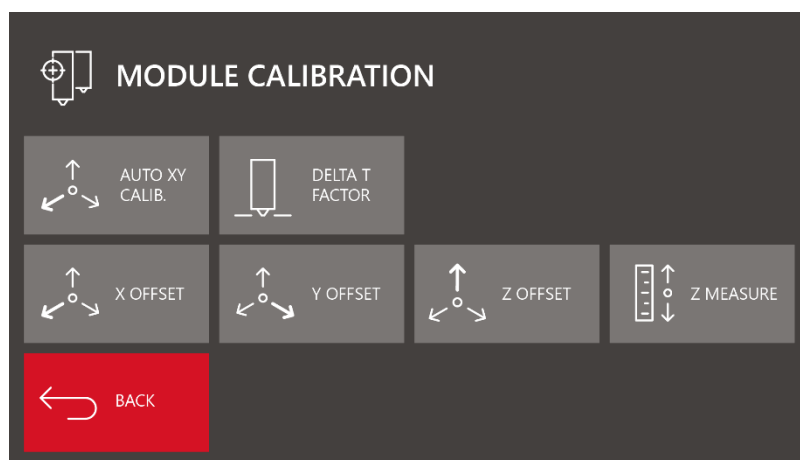 MODULE CALIBRATION
AUTO XY
CALIB.
DELTA T
FACTOR
X OFFSET
Y OFFSET
Z OFFSET
Z MEASURE
BACK